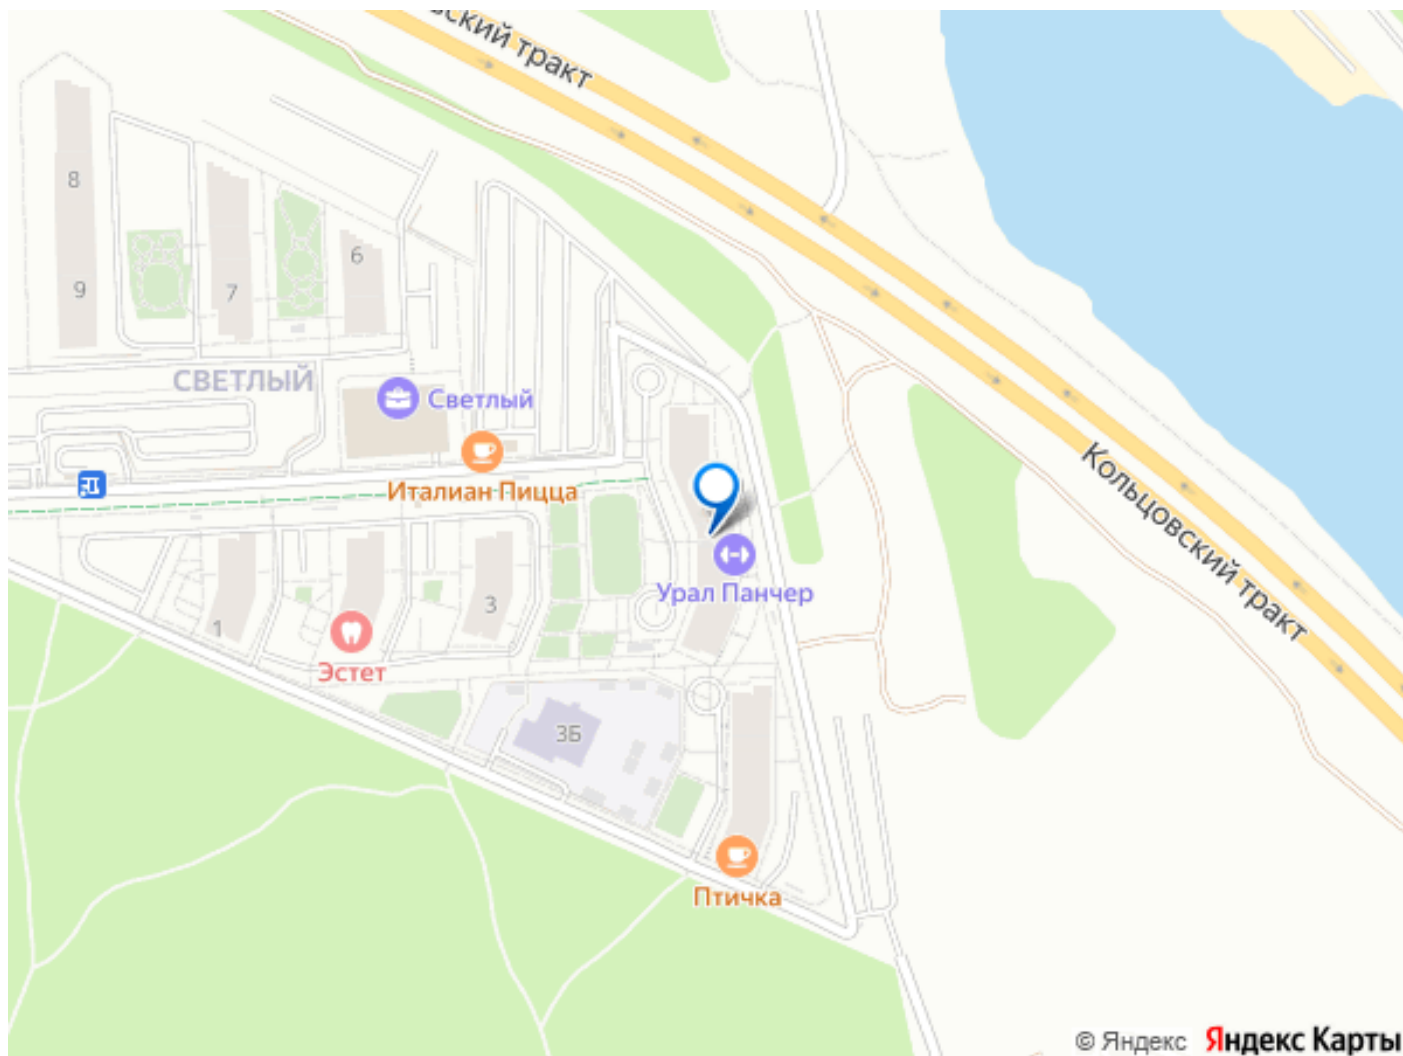 ский тракт
8
6
9
7
СВЕТЛЫЙ
Светлый
Италиан Пицца
Кольцовский тракт
Урал Панчер
3
1
Эстет
3Б
Птичка
© Яндекс Яндекс Карты